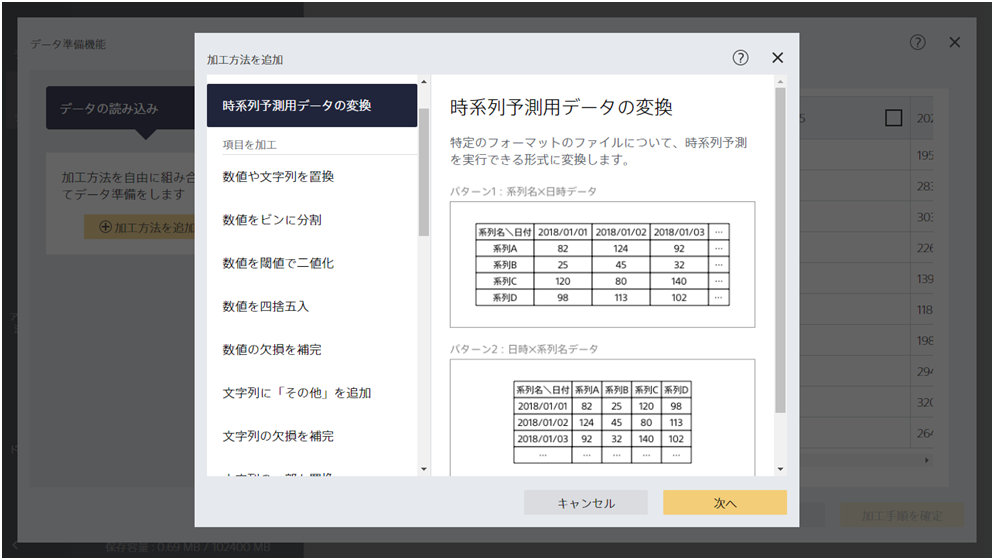 データ準備機能
データの読み込み
加工方法を自由に組み合
てデータ準備をします
加工方法を追加
加工方法を追加
時系列予測用データの変換
項目を加工
数値や文字列を置換
数値をビンに分割
数値を閾値で二値化
数値を四捨五入
数値の欠損を補完
文字列に「その他」を追加
文字列の欠損を補完
時系列予測用データの変換
特定のフォーマットのファイルについて、時系列予測
を実行できる形式に変換します。
パターン1：系列名×日時データ
系列名＼日付 2018/01/01 2018/01/02 2018/01/03 …
系列A 82 124 92 …
系列B 25 45 32 …
系列C 120 80 140 …
系列D 98 113 102 …
パターン2：日時×系列名データ
系列名＼日付 系列A 系列B 系列C 系列D
2018/01/01 82 25 120 98
2018/01/02 124 45 80 113
2018/01/03 92 32 140 102
… … … … …
キャンセル
次へ
5
202
195
283
303
226
139
118
198
294
320
264
加工手順を確定
保存容量 : 0.69 MB / 102400 MB